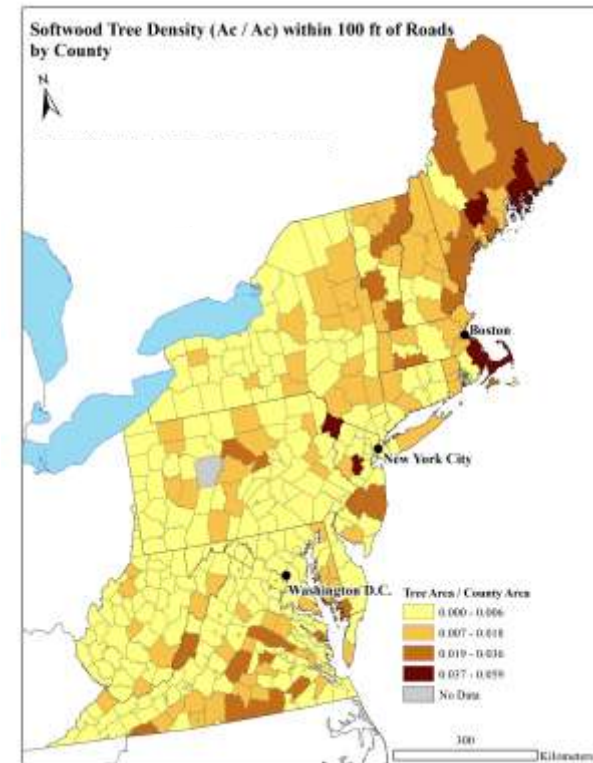 Softwood Tree Density (Ac / Ac) within 100 ft of Roads
by County
N
Boston
New York City
Washington D.C.
Tree Area / County Area
0.000 - 0.006
0.007 - 0.018
0.019 - 0.036
0.037 - 0.059
No Data
300
Kilometers